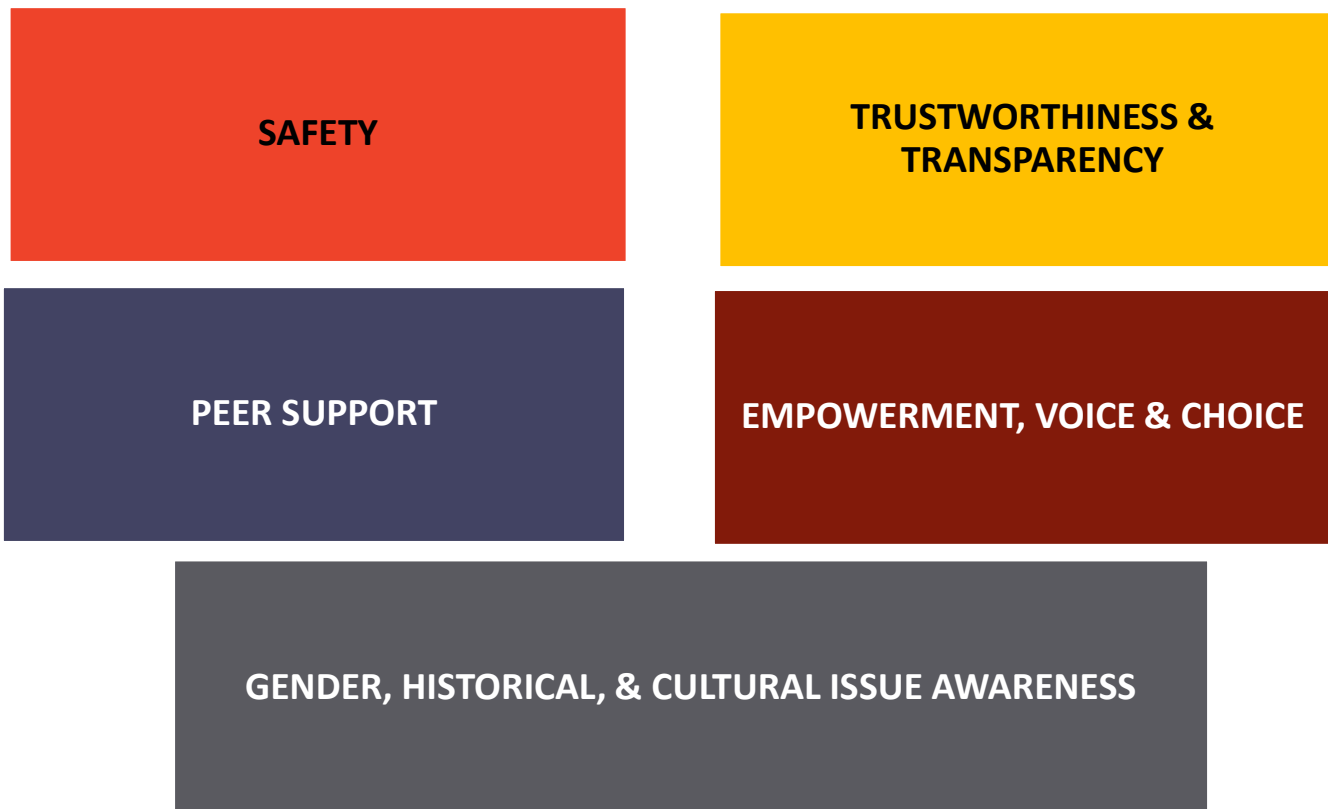 SAFETY
TRUSTWORTHINESS &
TRANSPARENCY
PEER SUPPORT
EMPOWERMENT, VOICE & CHOICE
GENDER, HISTORICAL, & CULTURAL ISSUE AWARENESS